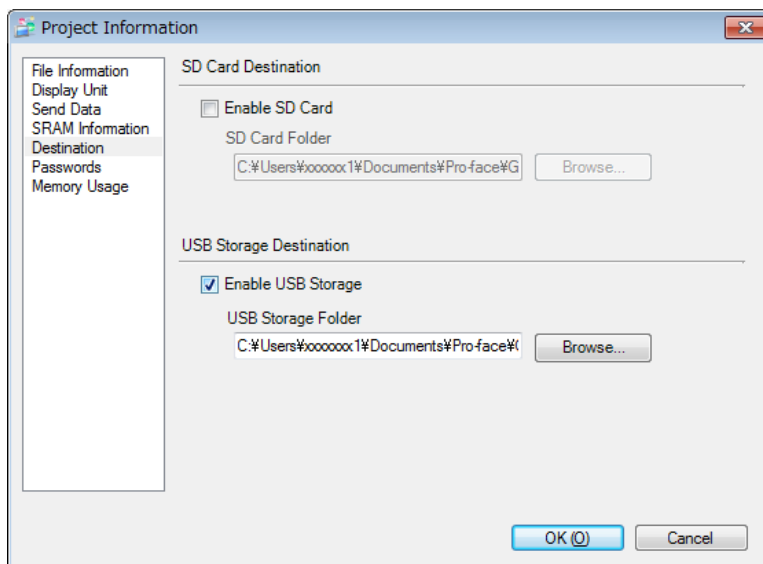 Project Information
File Information
Display Unit
Send Data
SRAM Information
Destination
Passwords
Memory Usage
SD Card Destination
Enable SD Card
SD Card Folder
C:¥Users¥xxxxxx1¥Documents¥Pro-face¥G
Browse...
USB Storage Destination
Enable USB Storage
USB Storage Folder
C:¥Users¥xxxxxxx1¥Documents¥Pro-face¥(
Browse...
OK (O)
Cancel